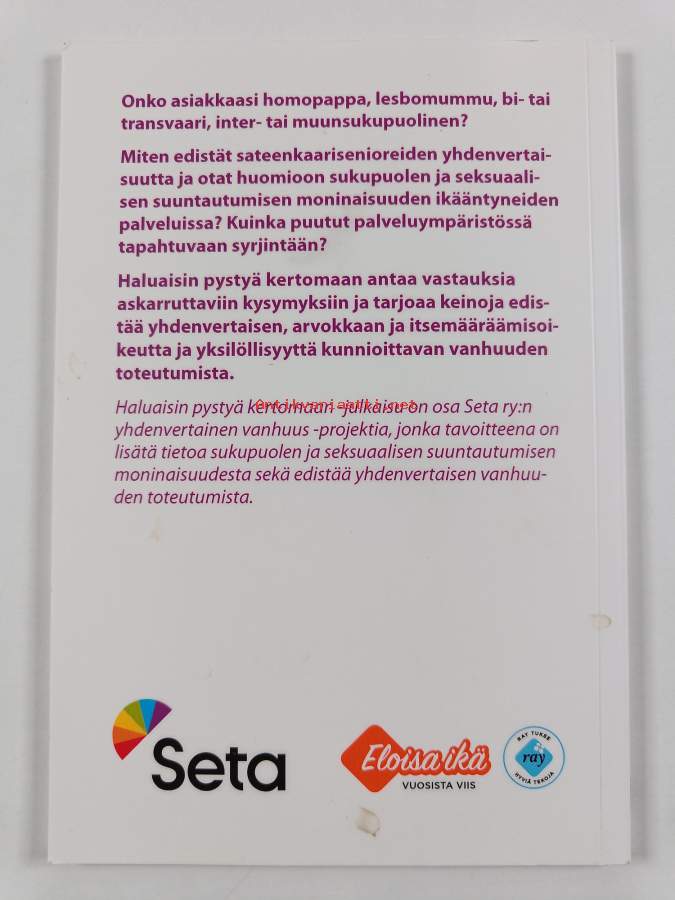 Onko asiakkaasi homopappa, lesbomummu, bi- tai
transvaari, inter- tai muunsukupuolinen?
Miten edistät sateenkaarisenioreiden yhdenvertai-
suutta ja otat huomioon sukupuolen ja seksuaali-
sen suuntautumisen moninaisuuden ikääntyneiden
palveluissa? Kuinka puutut palveluympäristössä
tapahtuvaan syrjintään?
Haluaisin pystyä kertomaan antaa vastauksia
askarruttaviin kysymyksiin ja tarjoaa keinoja edis-
tää yhdenvertaisen, arvokkaan ja itsemääräämisoi-
keutta ja yksilöllisyyttä kunnioittavan vanhuuden
toteutumista.
Antikvariaatki.net
Haluaisin pystyä kertomaan -julkaisu on osa Seta ry:n
yhdenvertainen vanhuus -projektia, jonka tavoitteena on
lisätä tietoa sukupuolen ja seksuaalisen suuntautumisen
moninaisuudesta sekä edistää yhdenvertaisen vanhuu-
den toteutumista.
Seta
Eloisa ikä
VUOSISTA VIIS
RAY TUKEE
ray
HYVIÄ TEKOJA